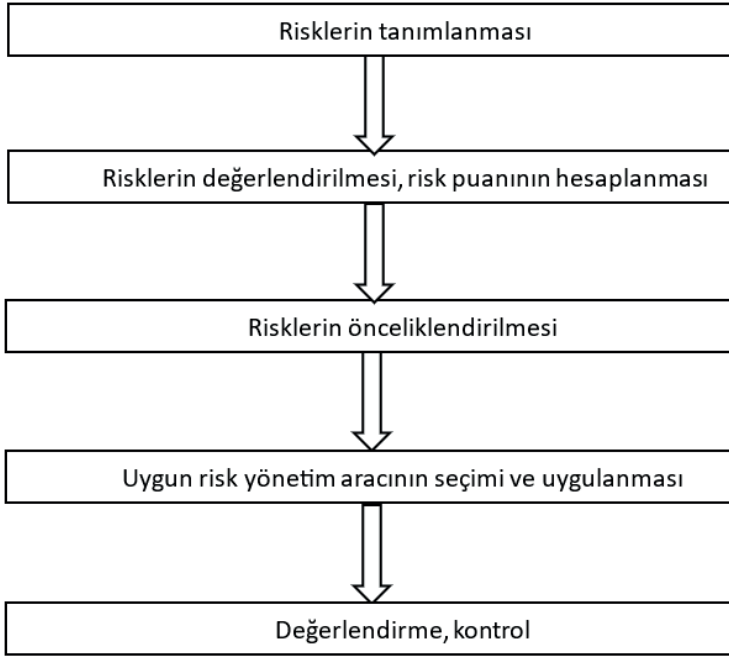 Risklerin tanımlanması
Risklerin değerlendirilmesi, risk puanının hesaplanması
Risklerin önceliklendirilmesi
Uygun risk yönetim aracının seçimi ve uygulanması
Değerlendirme, kontrol